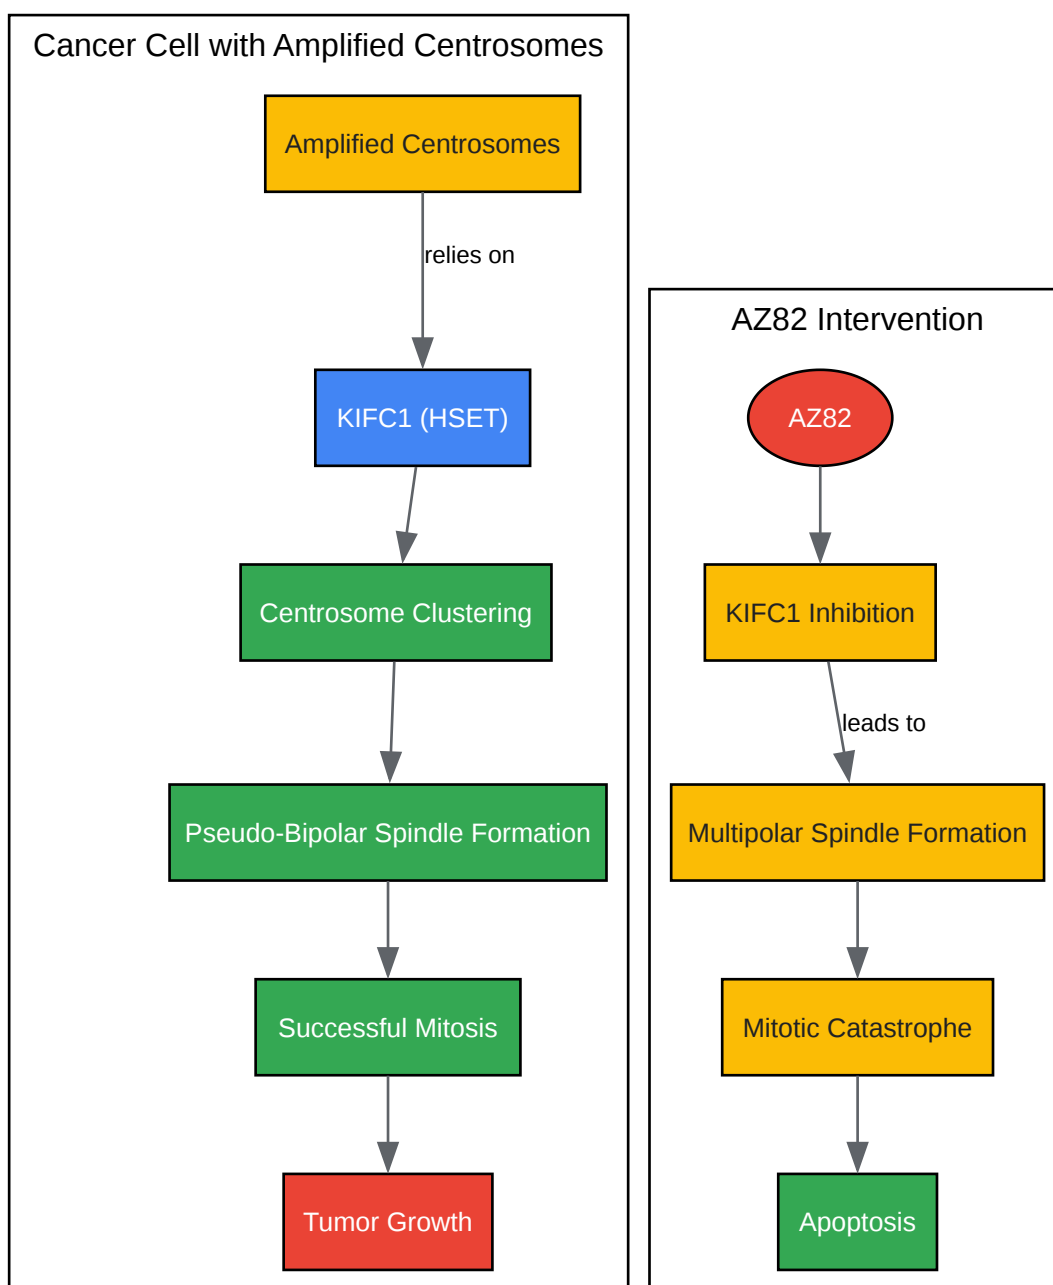 Cancer Cell with Amplified Centrosomes
Amplified Centrosomes
relies on
KIFC1 (HSET)
Centrosome Clustering
Pseudo-Bipolar Spindle Formation
Successful Mitosis
Tumor Growth
AZ82 Intervention
AZ82
KIFC1 Inhibition
leads to
Multipolar Spindle Formation
Mitotic Catastrophe
Apoptosis